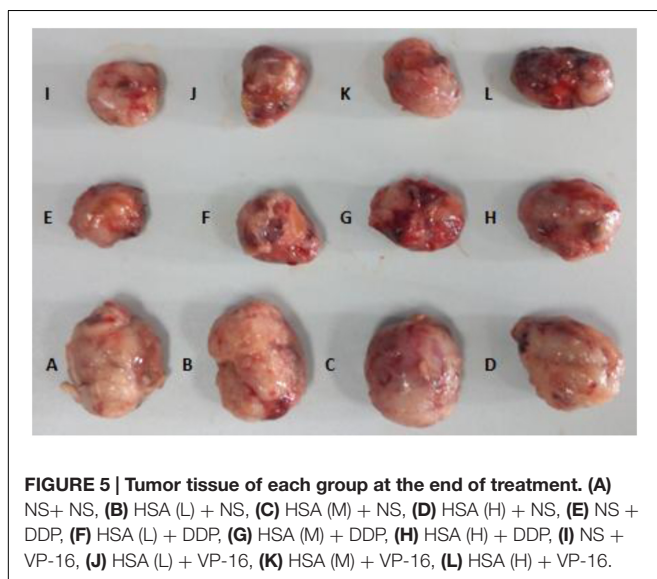 I J K L
E F G H
A B C D
FIGURE 5 | Tumor tissue of each group at the end of treatment. (A)
NS+ NS, (B) HSA (L) + NS, (C) HSA (M) + NS, (D) HSA (H) + NS, (E) NS +
DDP, (F) HSA (L) + DDP, (G) HSA (M) + DDP, (H) HSA (H) + DDP, (I) NS +
VP-16, (J) HSA (L) + VP-16, (K) HSA (M) + VP-16, (L) HSA (H) + VP-16.